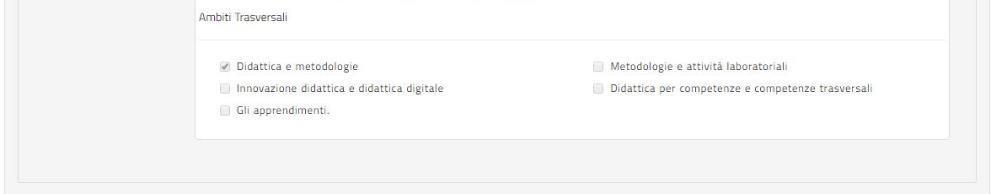 Ambiti Trasversali
Didattica e metodologie
Metodologie e attività laboratoriali
Innovazione didattica e didattica digitale
Didattica per competenze e competenze trasversali
Gli apprendimenti.